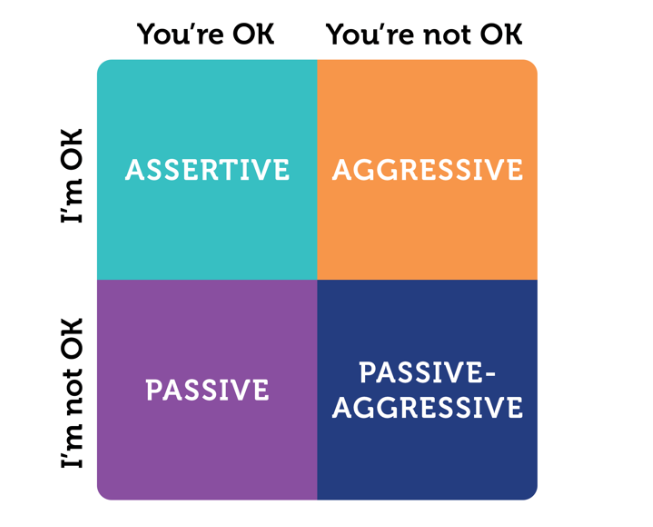 You're OK
You're not OK
I'm OK
ASSERTIVE
AGGRESSIVE
I'm not OK
PASSIVE
PASSIVE-
AGGRESSIVE